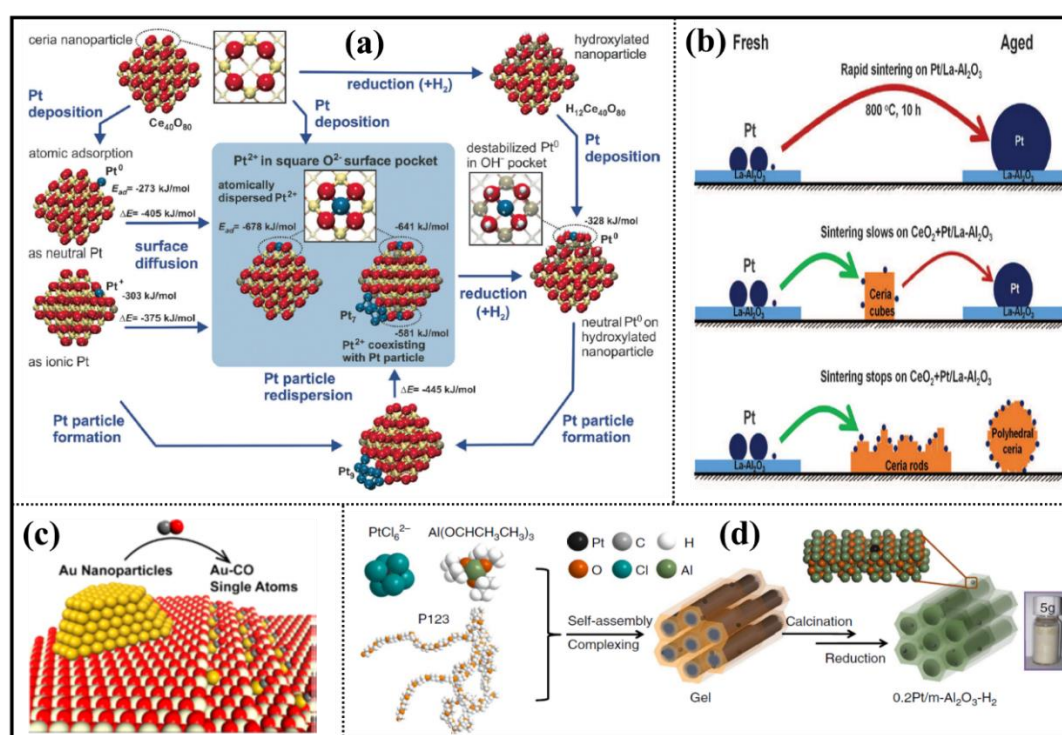 (a)
ceria nanoparticle
Pt
deposition
Ce40O80
reduction (+H2)
hydroxylated
nanoparticle
H12Ce40O80
Pt
deposition
Pt
deposition
atomic adsorption
Pt0
Ead= -273 kJ/mol
ΔE= -405 kJ/mol
as neutral Pt
surface
diffusion
Pt+
-303 kJ/mol
ΔE= -375 kJ/mol
as ionic Pt
Pt2+ in square O2- surface pocket
atomically
dispersed Pt2+
Ead= -678 kJ/mol
-641 kJ/mol
Pt7
-581 kJ/mol
Pt2+ coexisting
with Pt particle
destabilized Pt0
in OH- pocket
-328 kJ/mol
Pt0
reduction
(+H2)
neutral Pt0 on
hydroxylated
nanoparticle
Pt particle
redispersion
ΔE= -445 kJ/mol
Pt particle
formation
Pt particle
formation
Pt9
(b)
Fresh
Aged
Rapid sintering on Pt/La-Al2O3
800 °C, 10 h
Pt
Pt
La-Al2O3
La-Al2O3
Sintering slows on CeO2+Pt/La-Al2O3
Pt
Pt
Ceria
cubes
La-Al2O3
La-Al2O3
Sintering stops on CeO2+Pt/La-Al2O3
Pt
Polyhedral
ceria
La-Al2O3
Ceria rods
(c)
Au Nanoparticles
Au-CO
Single Atoms
(d)
PtCl6 2−
Al(OCHCH3CH3)3
P123
Pt C H
O Cl Al
Self-assembly
Complexing
Gel
Calcination
Reduction
0.2Pt/m-Al2O3-H2
5g